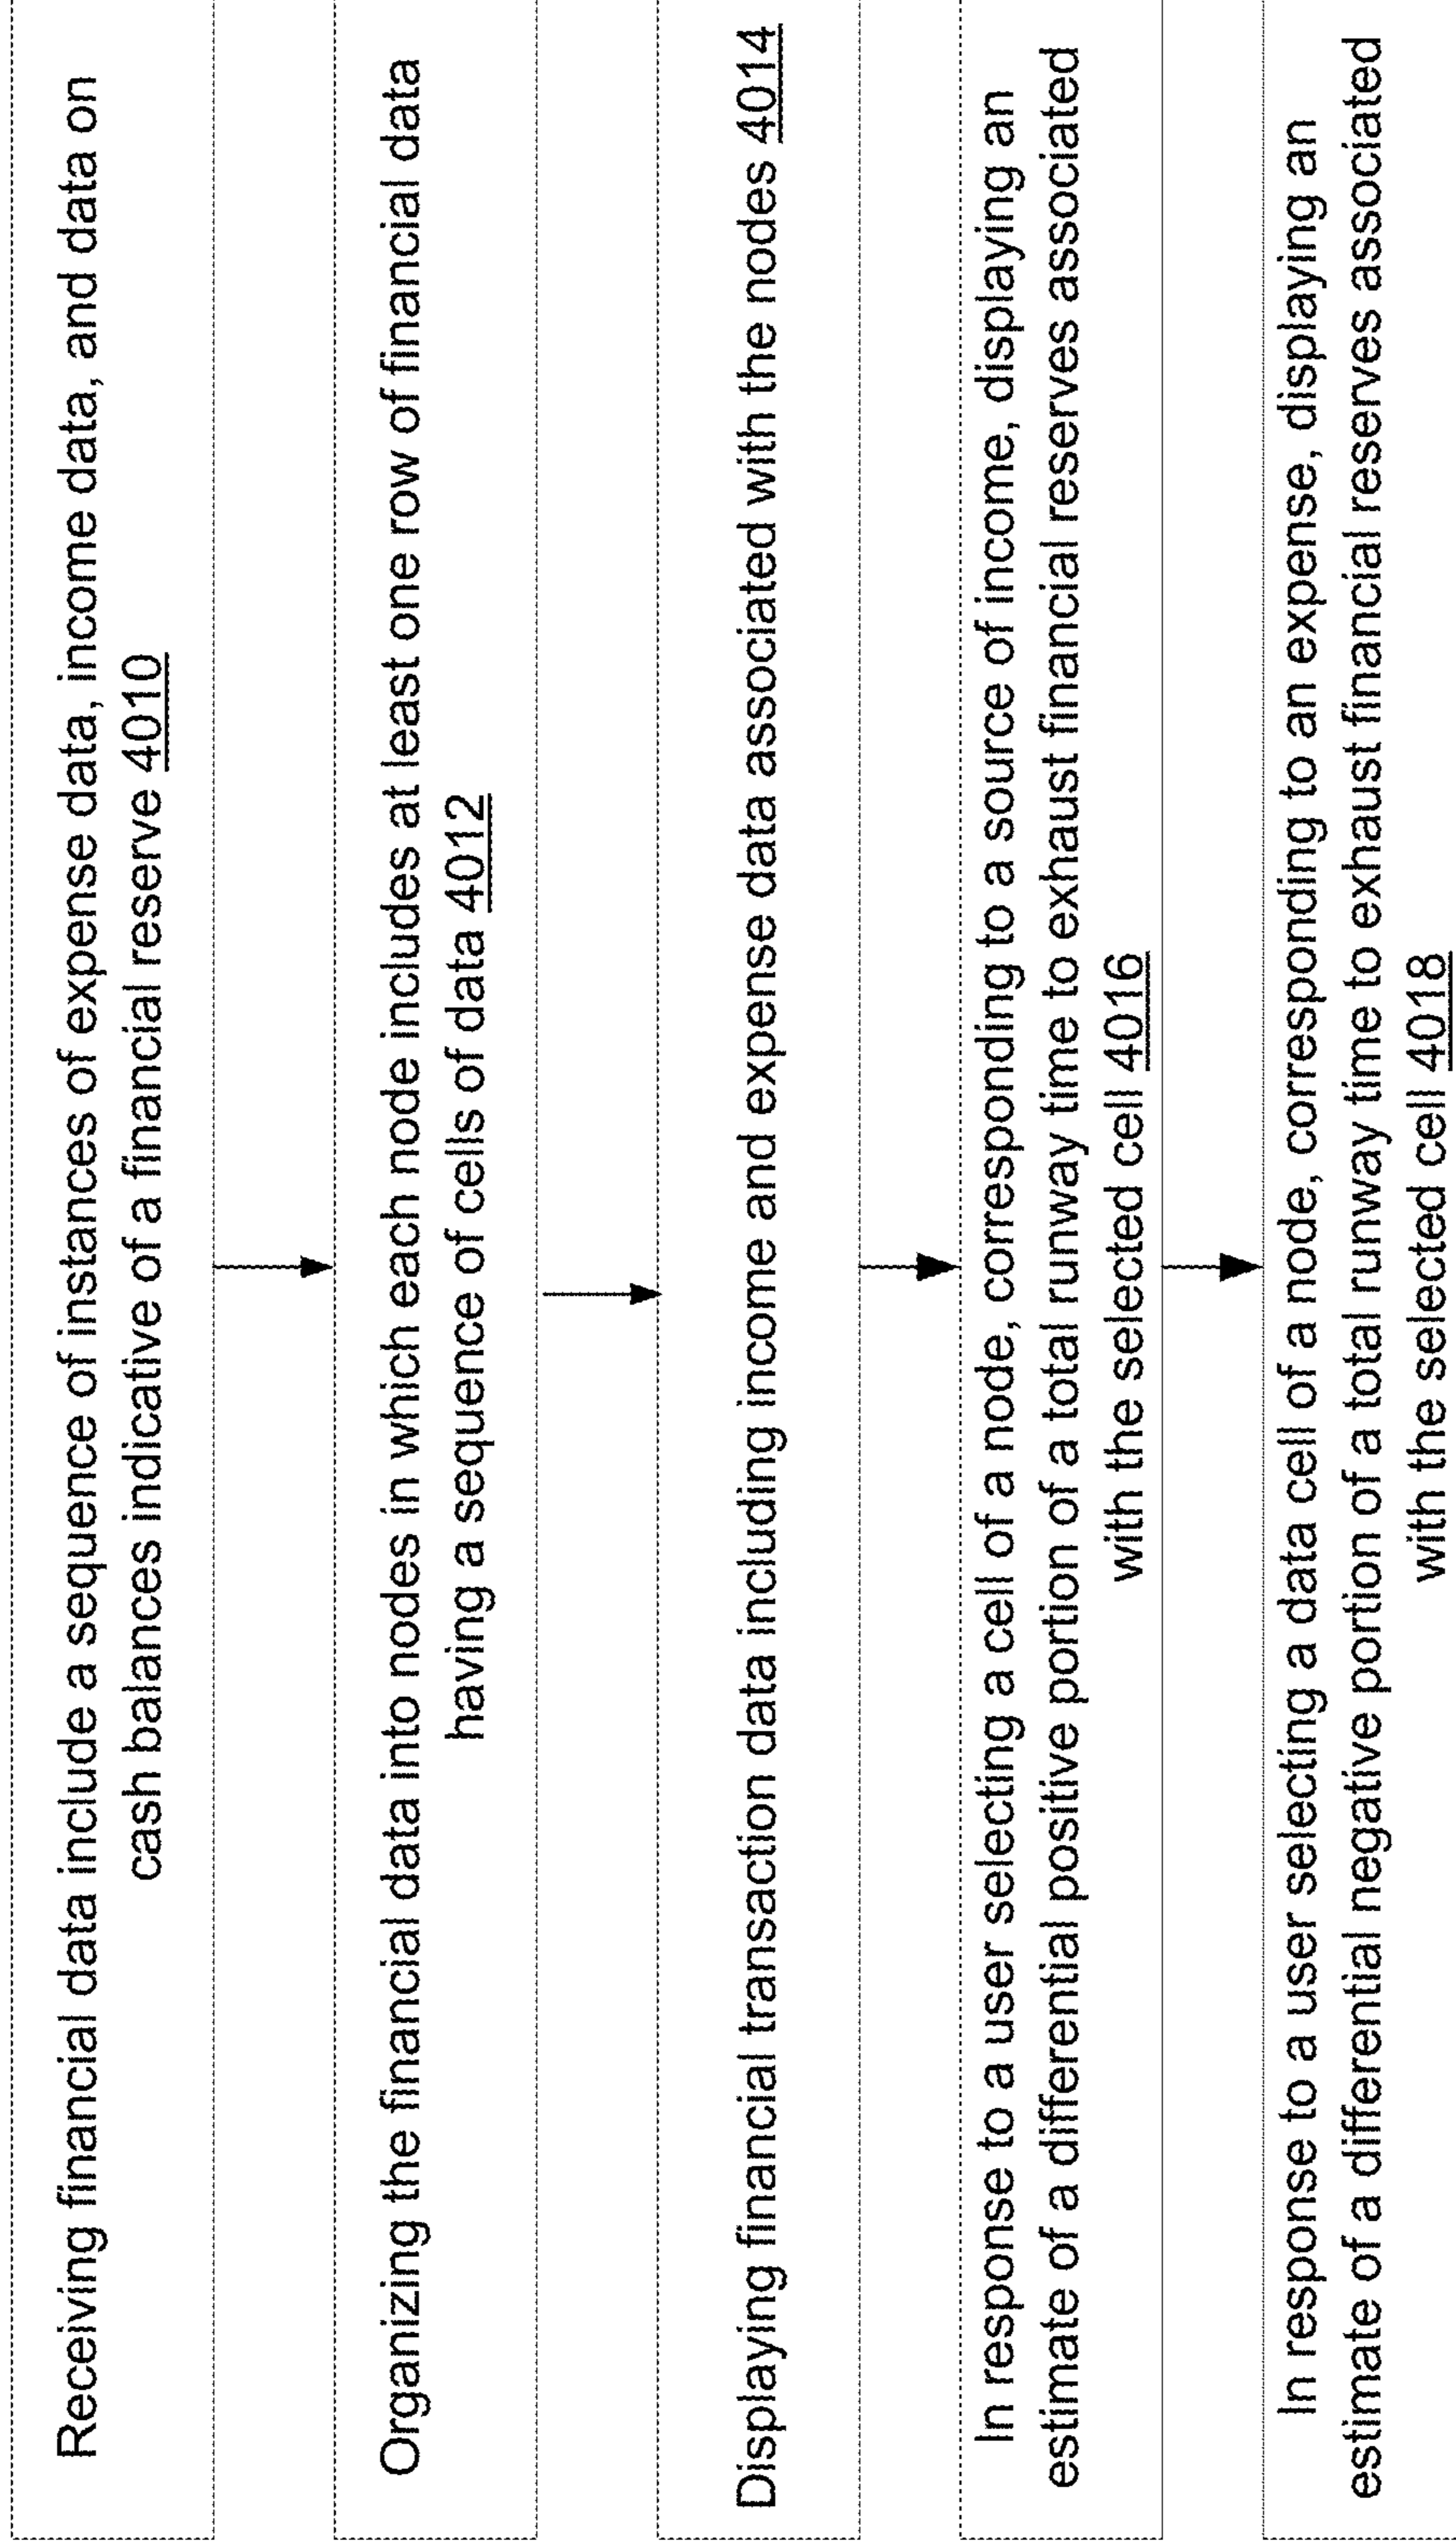 Receiving financial data include a sequence of instances of expense data, income data, and data on
cash balances indicative of a financial reserve 4010
Organizing the financial data into nodes in which each node includes at least one row of financial data
having a sequence of cells of data 4012
Displaying financial transaction data including income and expense data associated with the nodes 4014
In response to a user selecting a cell of a node, corresponding to a source of income, displaying an
estimate of a differential positive portion of a total runway time to exhaust financial reserves associated
with the selected cell 4016
In response to a user selecting a data cell of a node, corresponding to an expense, displaying an
estimate of a differential negative portion of a total runway time to exhaust financial reserves associated
with the selected cell 4018